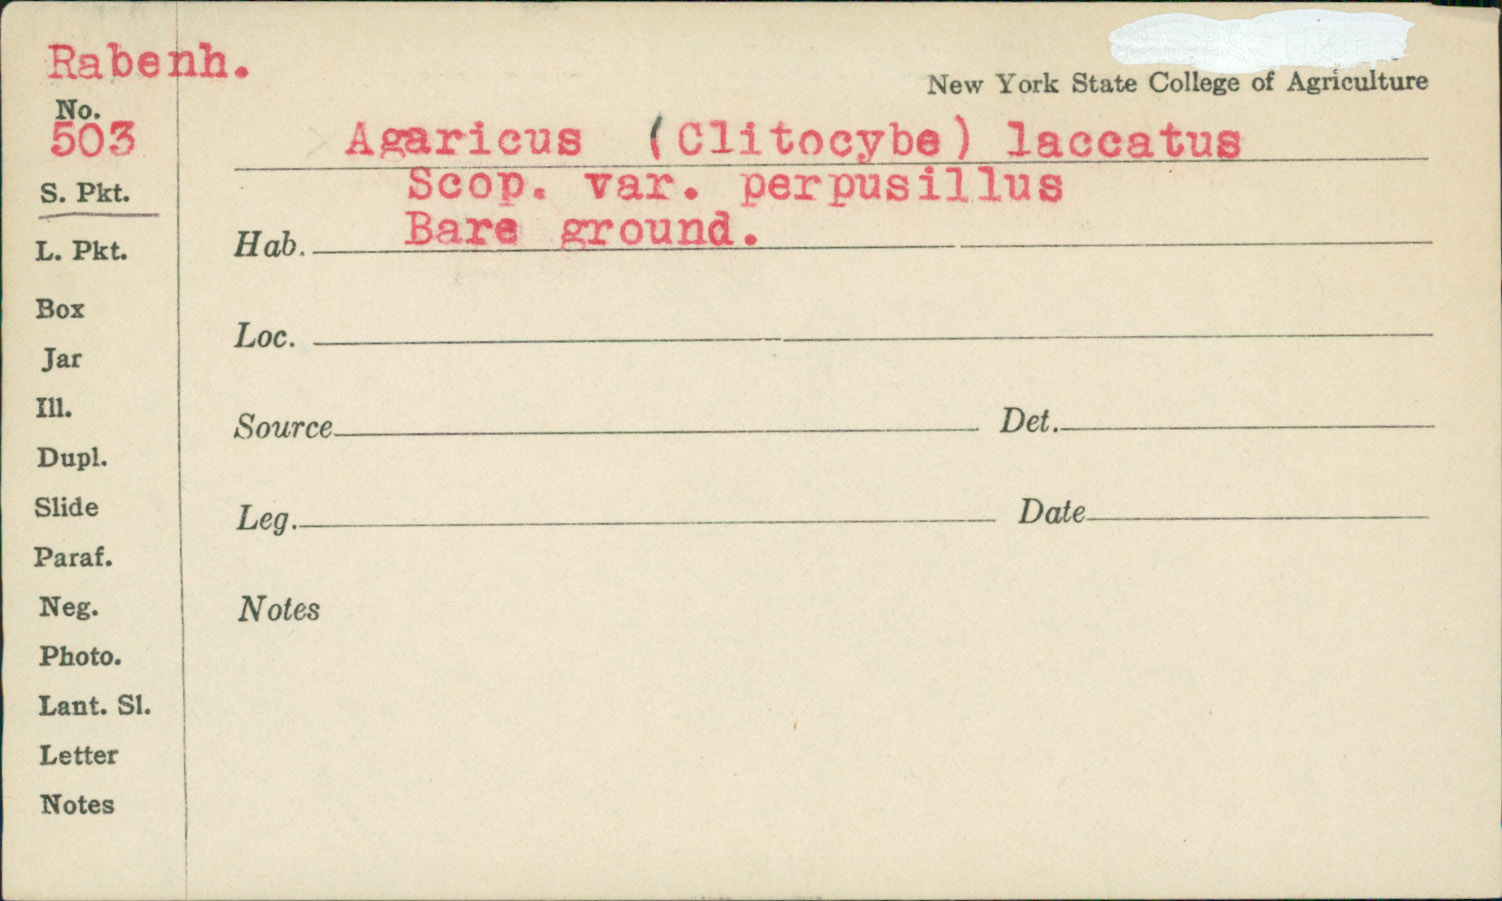 Rabenh.
New York State College of Agriculture
No.
503
Agaricus (Clitocybe) laccatus
Scop. var. perpusillus
S. Pkt.
Hab. Bare ground.
L. Pkt.
Box
Loc.
Jar
Ill.
Source Det.
Dupl.
Slide
Leg. Date
Paraf.
Neg.
Notes
Photo.
Lant. Sl.
Letter
Notes